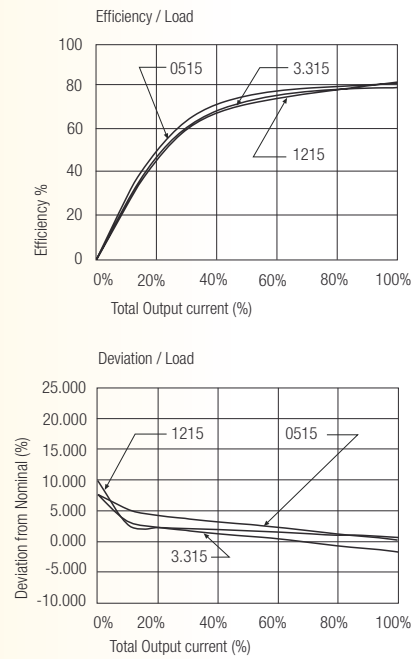 Efficiency / Load
100
80
60
40
20
0
Efficiency %
0515
3.315
1215
0% 20% 40% 60% 80% 100%
Total Output current (%)
Deviation / Load
25.000
20.000
15.000
10.000
5.000
0.000
-5.000
-10.000
Deviation from Nominal (%)
1215
0515
3.315
0% 20% 40% 60% 80% 100%
Total Output current (%)